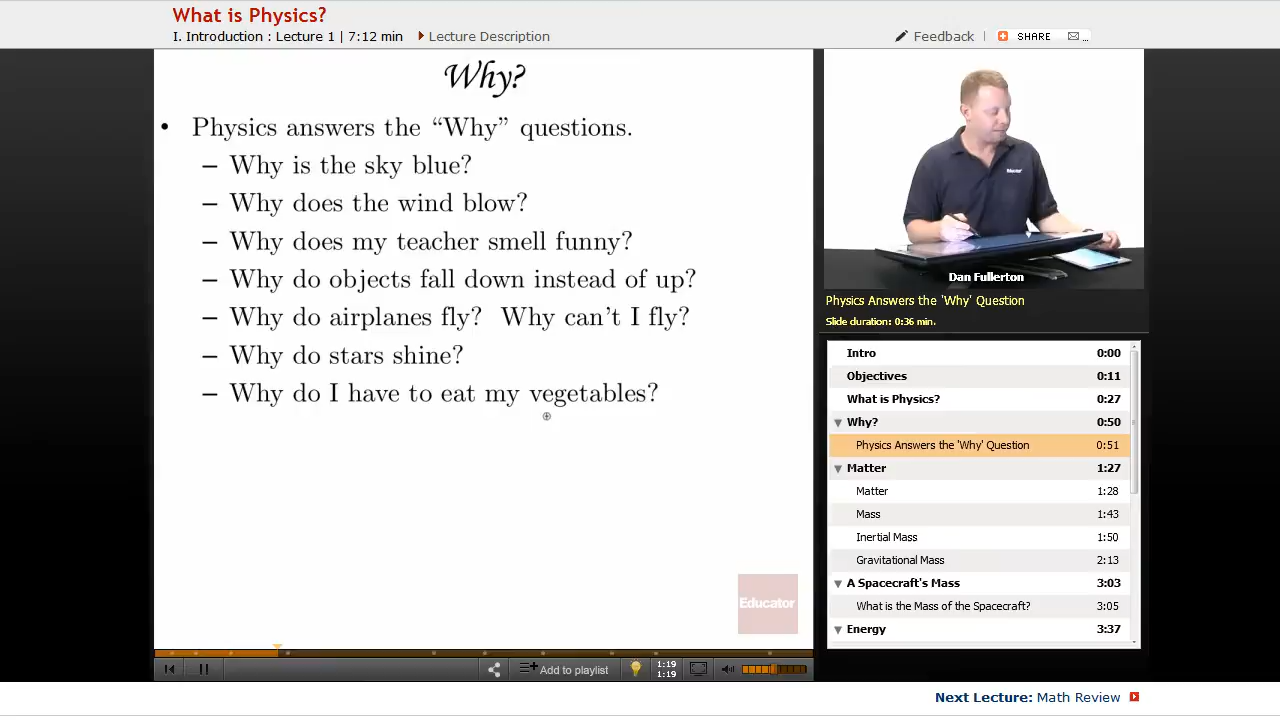 What is Physics?
I. Introduction : Lecture 1 | 7:12 min
Lecture Description
Feedback
SHARE
...
Why?
• Physics answers the “Why” questions.
– Why is the sky blue?
– Why does the wind blow?
– Why does my teacher smell funny?
– Why do objects fall down instead of up?
– Why do airplanes fly? Why can't I fly?
– Why do stars shine?
– Why do I have to eat my vegetables?
Educator
Educator
Dan Fullerton
Physics Answers the 'Why' Question
Slide duration: 0:36 min.
Intro 0:00
Objectives 0:11
What is Physics? 0:27
Why? 0:50
Physics Answers the 'Why' Question 0:51
Matter 1:27
Matter 1:28
Mass 1:43
Inertial Mass 1:50
Gravitational Mass 2:13
A Spacecraft's Mass 3:03
What is the Mass of the Spacecraft? 3:05
Energy 3:37
Add to playlist
1:19
1:19
Next Lecture: Math Review